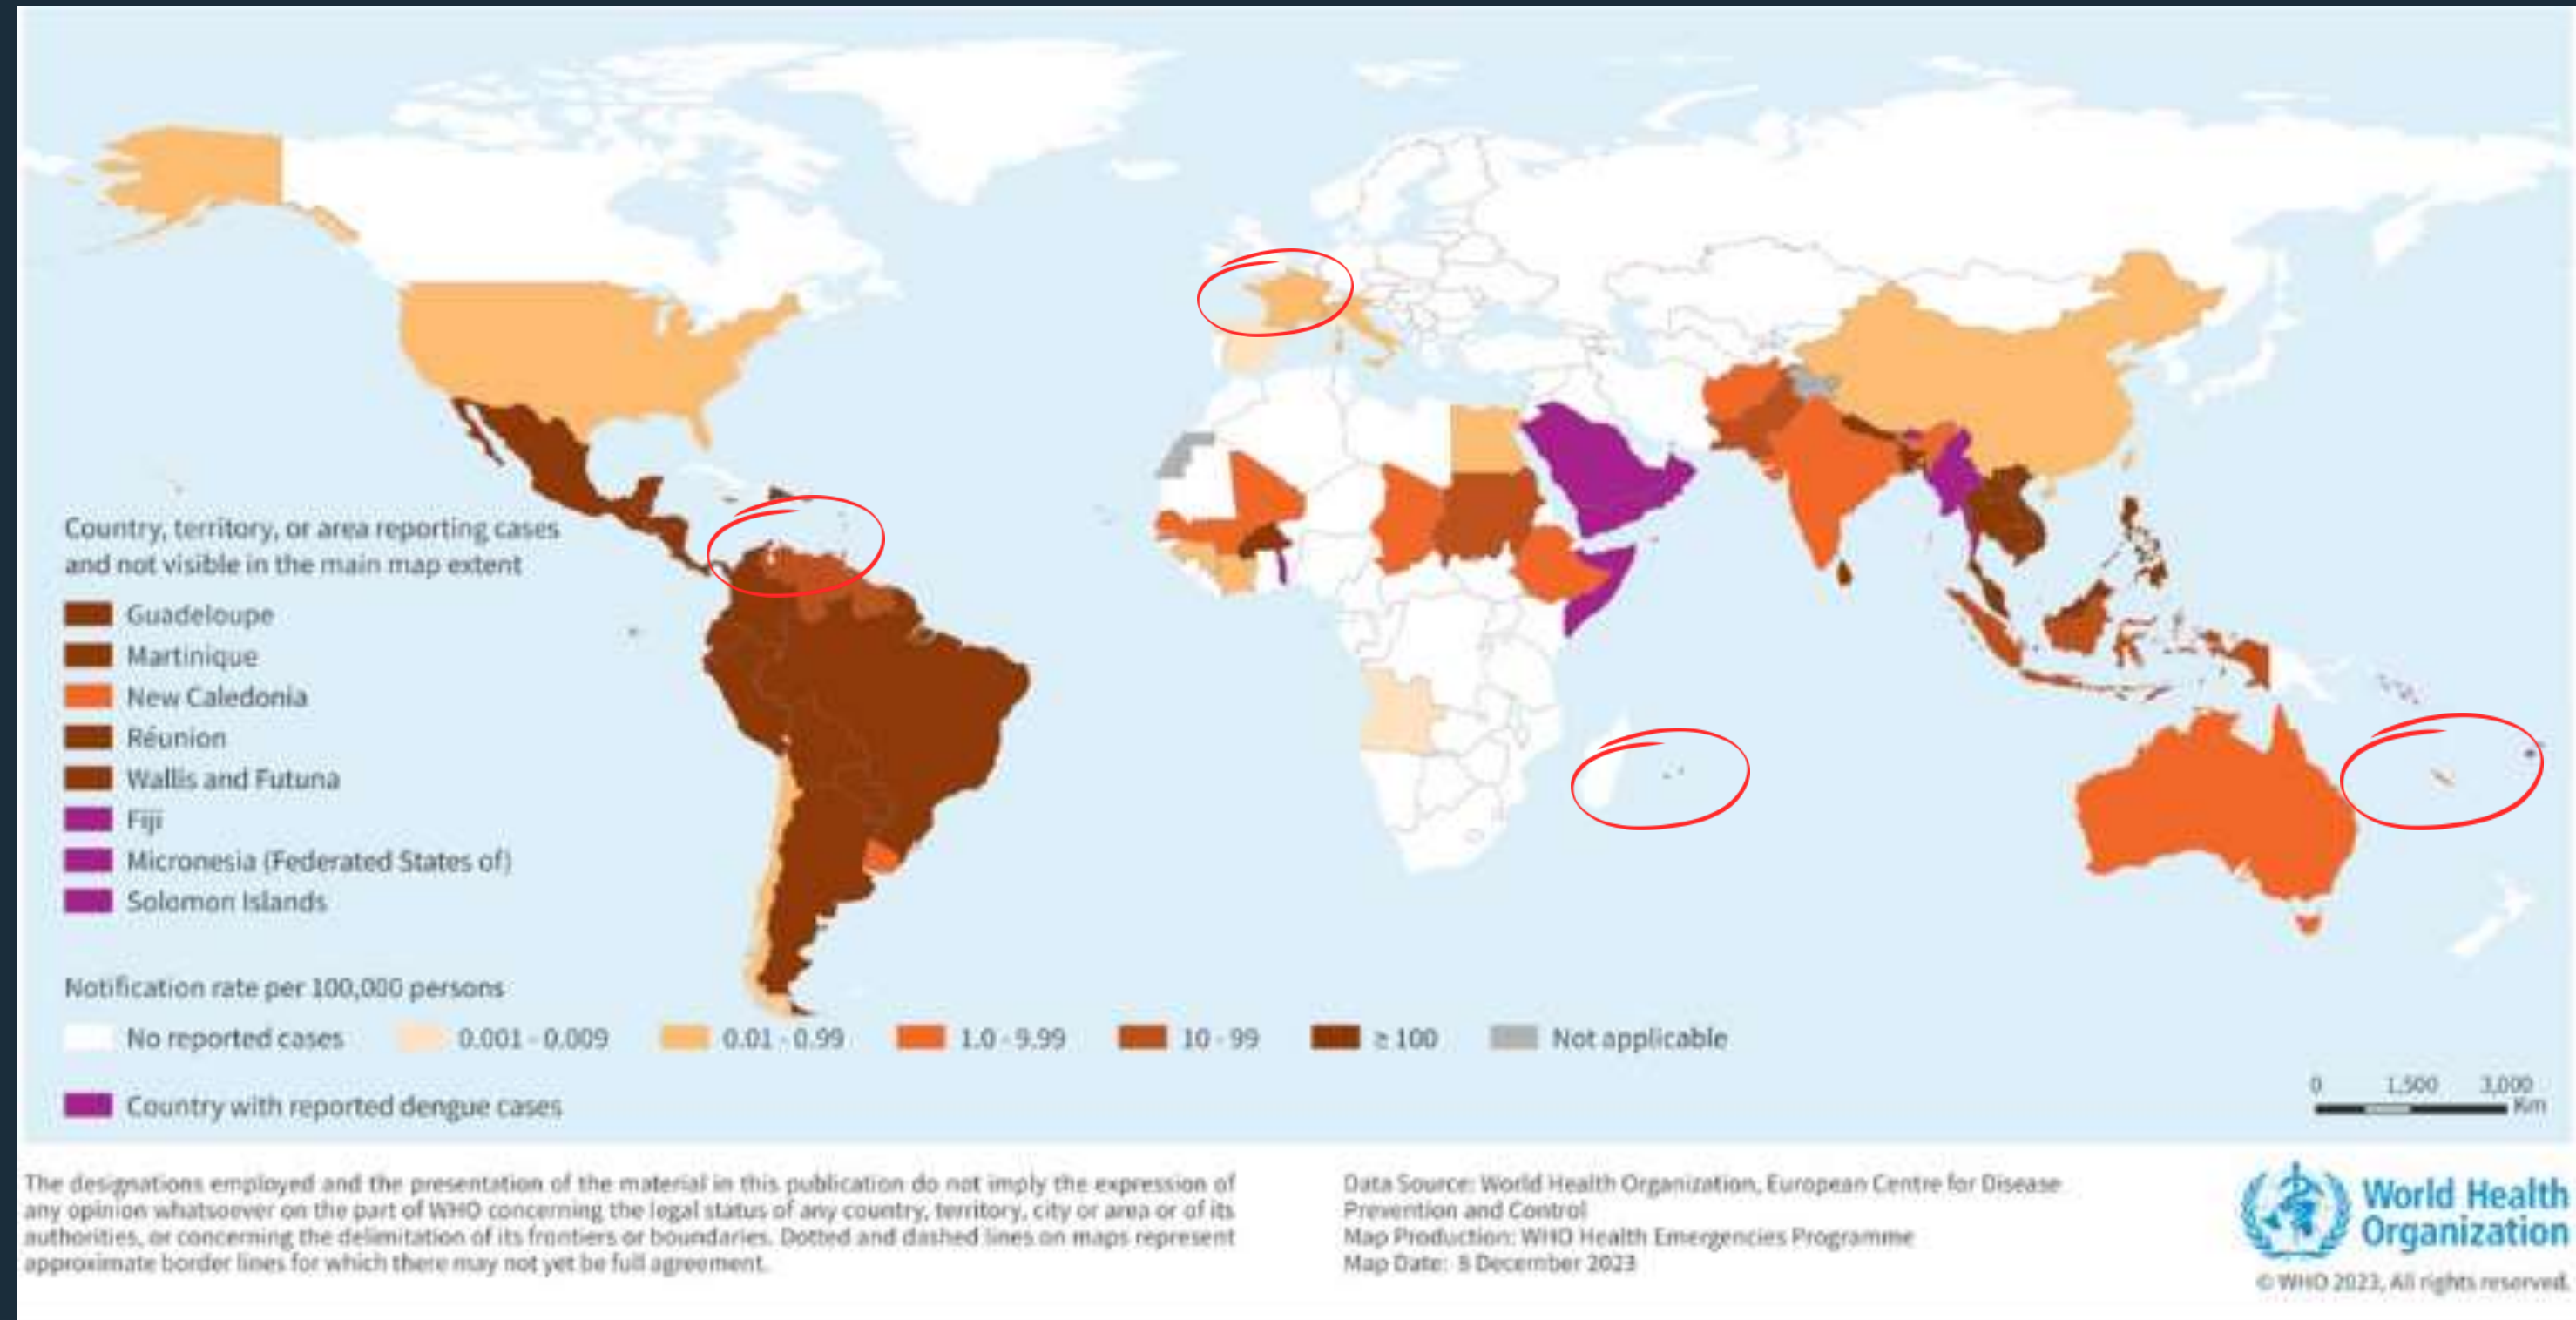 Country, territory, or area reporting cases
and not visible in the main map extent
Guadeloupe
Martinique
New Caledonia
Réunion
Wallis and Futuna
Fiji
Micronesia (Federated States of)
Solomon Islands
Notification rate per 100,000 persons
No reported cases
0.001 - 0.009
0.01 - 0.99
1.0 - 9.99
10 - 99
≥ 100
Not applicable
Country with reported dengue cases
0 1,500 3,000
Km
The designations employed and the presentation of the material in this publication do not imply the expression of
any opinion whatsoever on the part of WHO concerning the legal status of any country, territory, city or area or of its
authorities, or concerning the delimitation of its frontiers or boundaries. Dotted and dashed lines on maps represent
approximate border lines for which there may not yet be full agreement.
Data Source: World Health Organization, European Centre for Disease
Prevention and Control
Map Production: WHO Health Emergencies Programme
Map Date: 8 December 2023
World Health
Organization
© WHO 2023, All rights reserved.